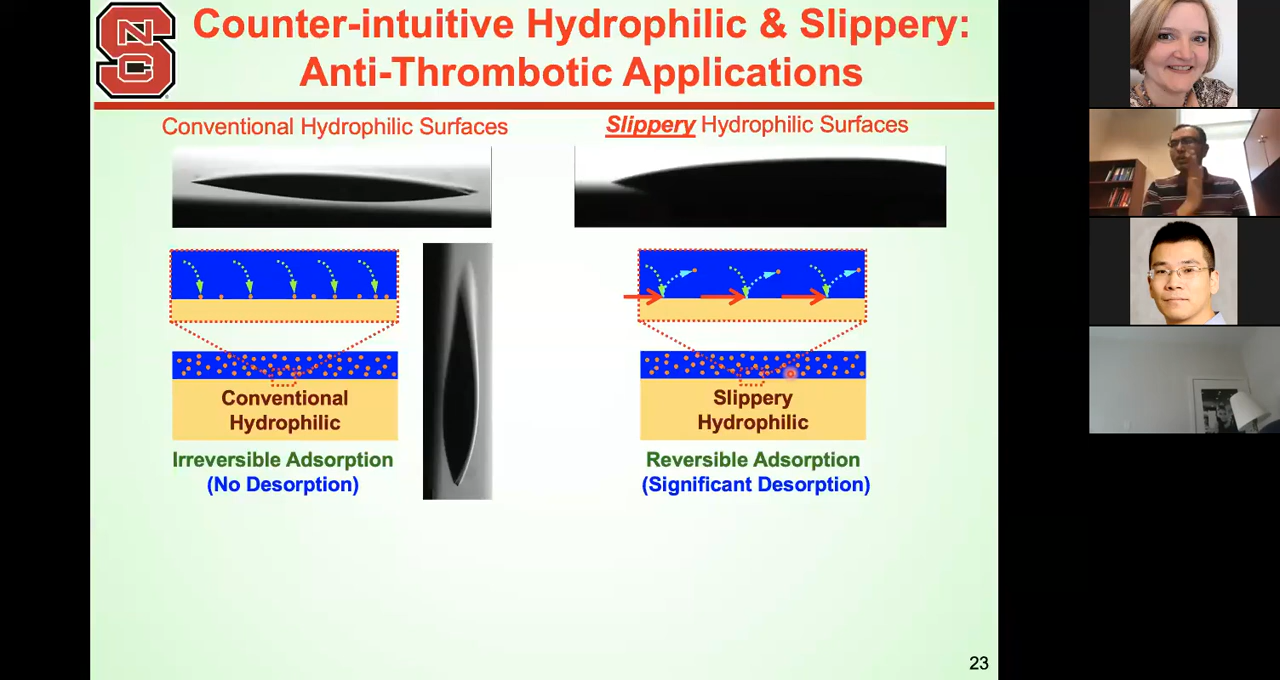 NC
S
Counter-intuitive Hydrophilic & Slippery:
Anti-Thrombotic Applications
Conventional Hydrophilic Surfaces
Slippery Hydrophilic Surfaces
Conventional
Hydrophilic
Irreversible Adsorption
(No Desorption)
Slippery
Hydrophilic
Reversible Adsorption
(Significant Desorption)
23